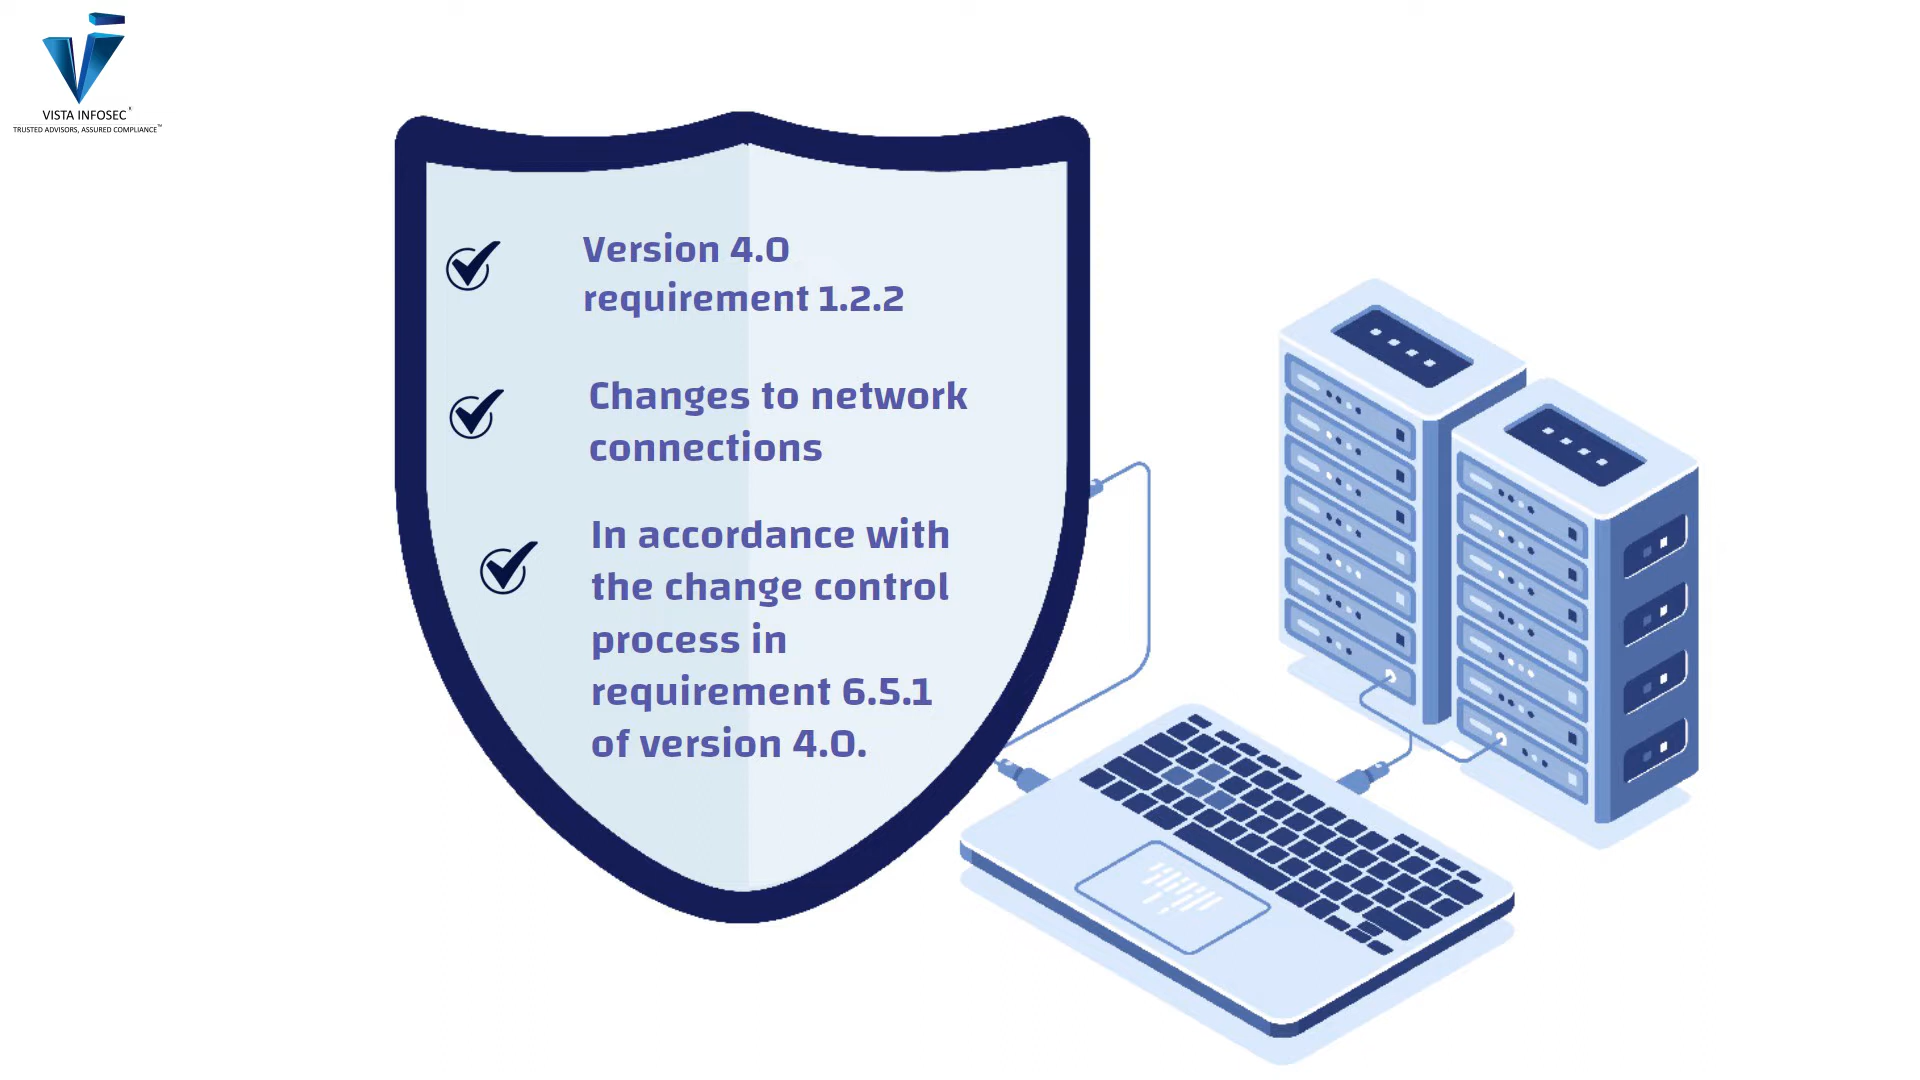 VISTA INFOSEC®
TRUSTED ADVISORS, ASSURED COMPLIANCE™
Version 4.0
requirement 1.2.2
Changes to network
connections
In accordance with
the change control
process in
requirement 6.5.1
of version 4.0.